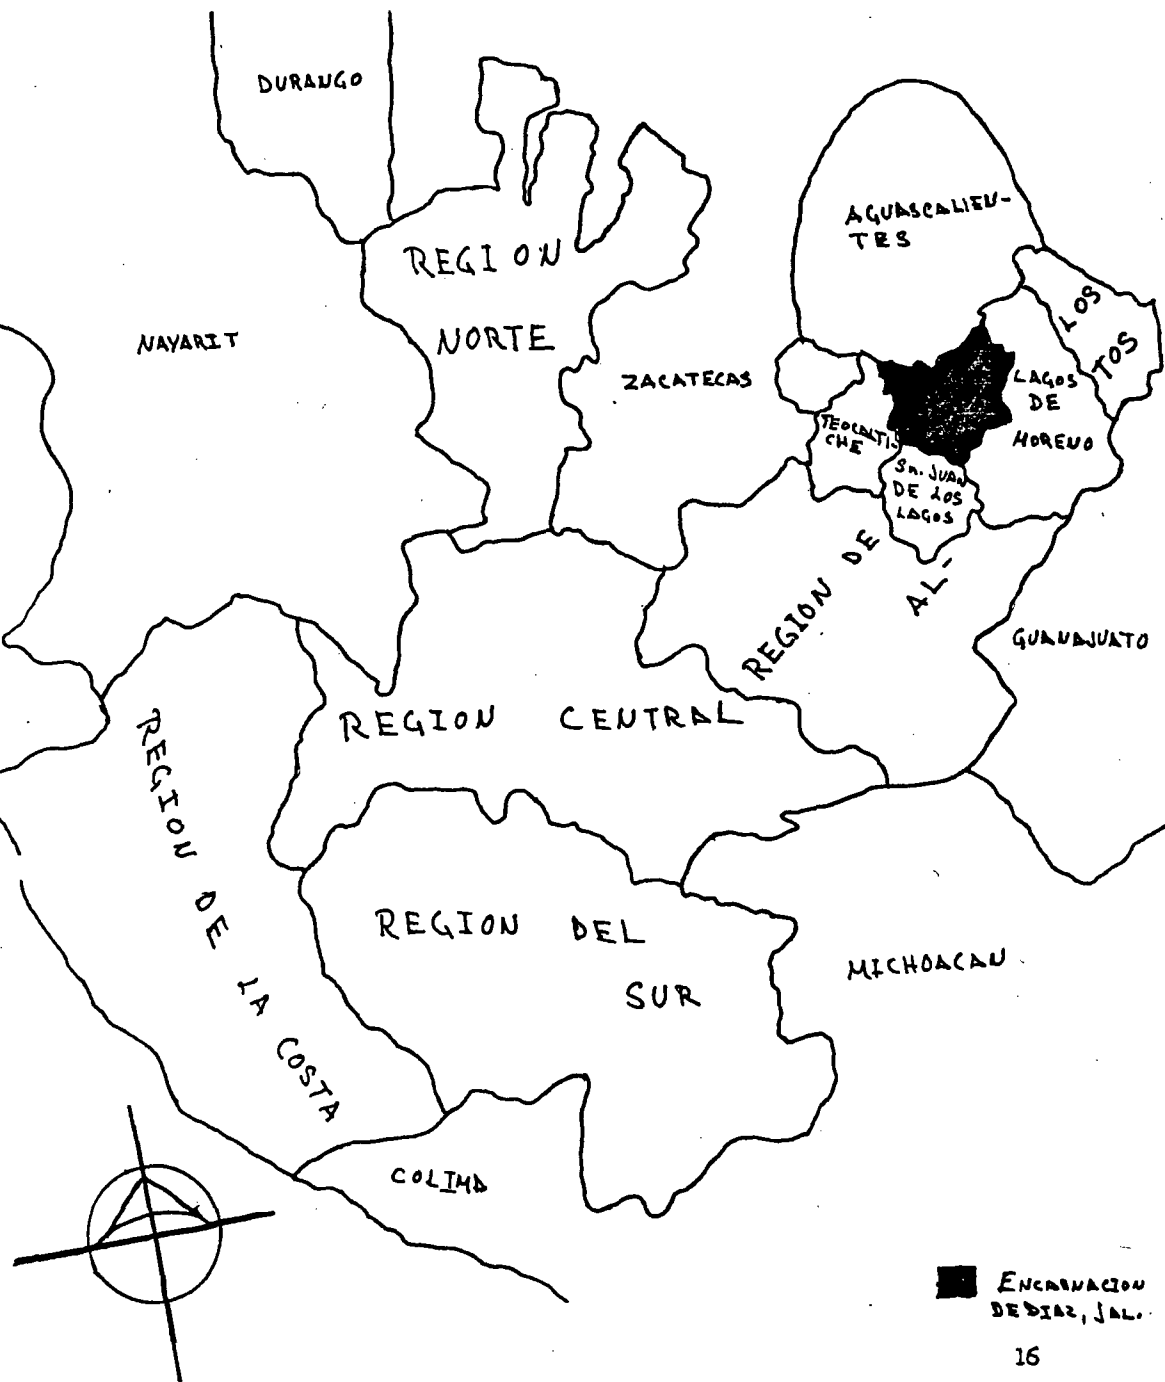 DURANGO
AGUASCALIEN-
TES
REGION
NORTE
NAYARIT
ZACATECAS
LOS
TOS
LAGOS
DE
MORENO
TEOCALTI-
CHE
Sn. JUAN
DE LOS
LAGOS
REGION DE
AL-
GUANAJUATO
REGION CENTRAL
REGION DE LA COSTA
REGION DEL
SUR
MICHOACAN
COLIMA
ENCARNACION
DE DIAZ, JAL.
16